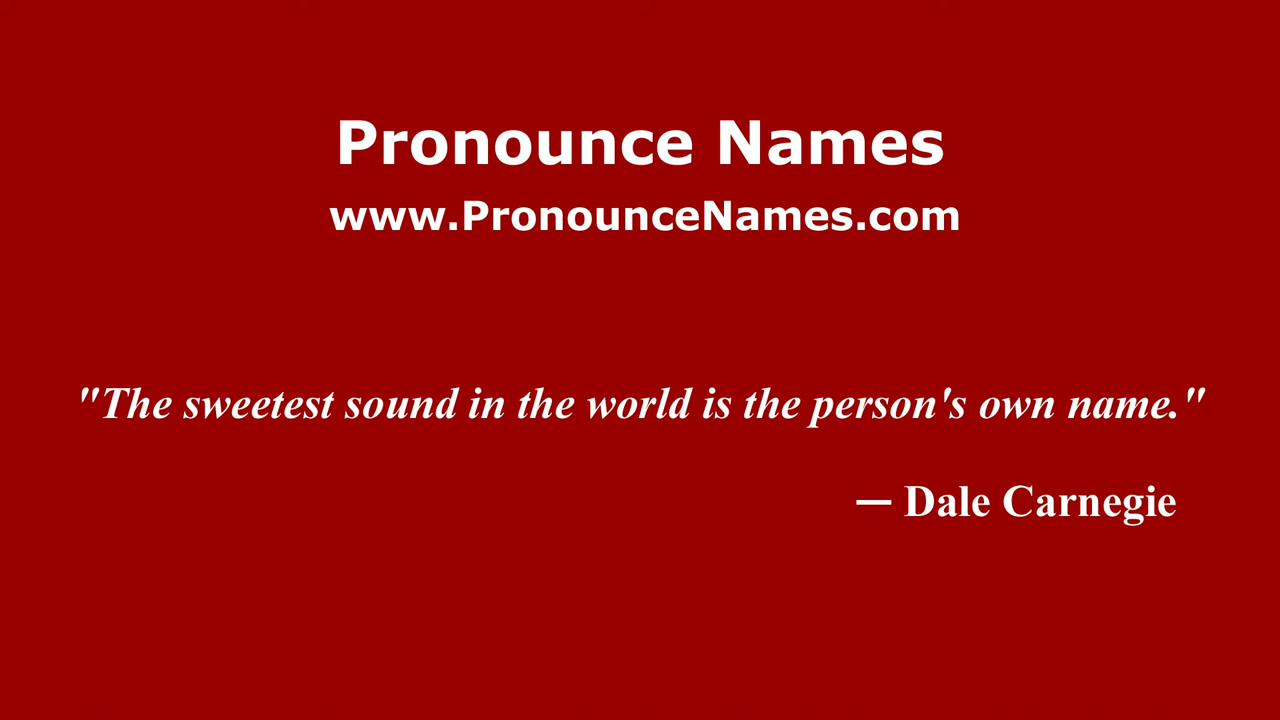 Pronounce Names
www.PronounceNames.com
"The sweetest sound in the world is the person's own name."
— Dale Carnegie